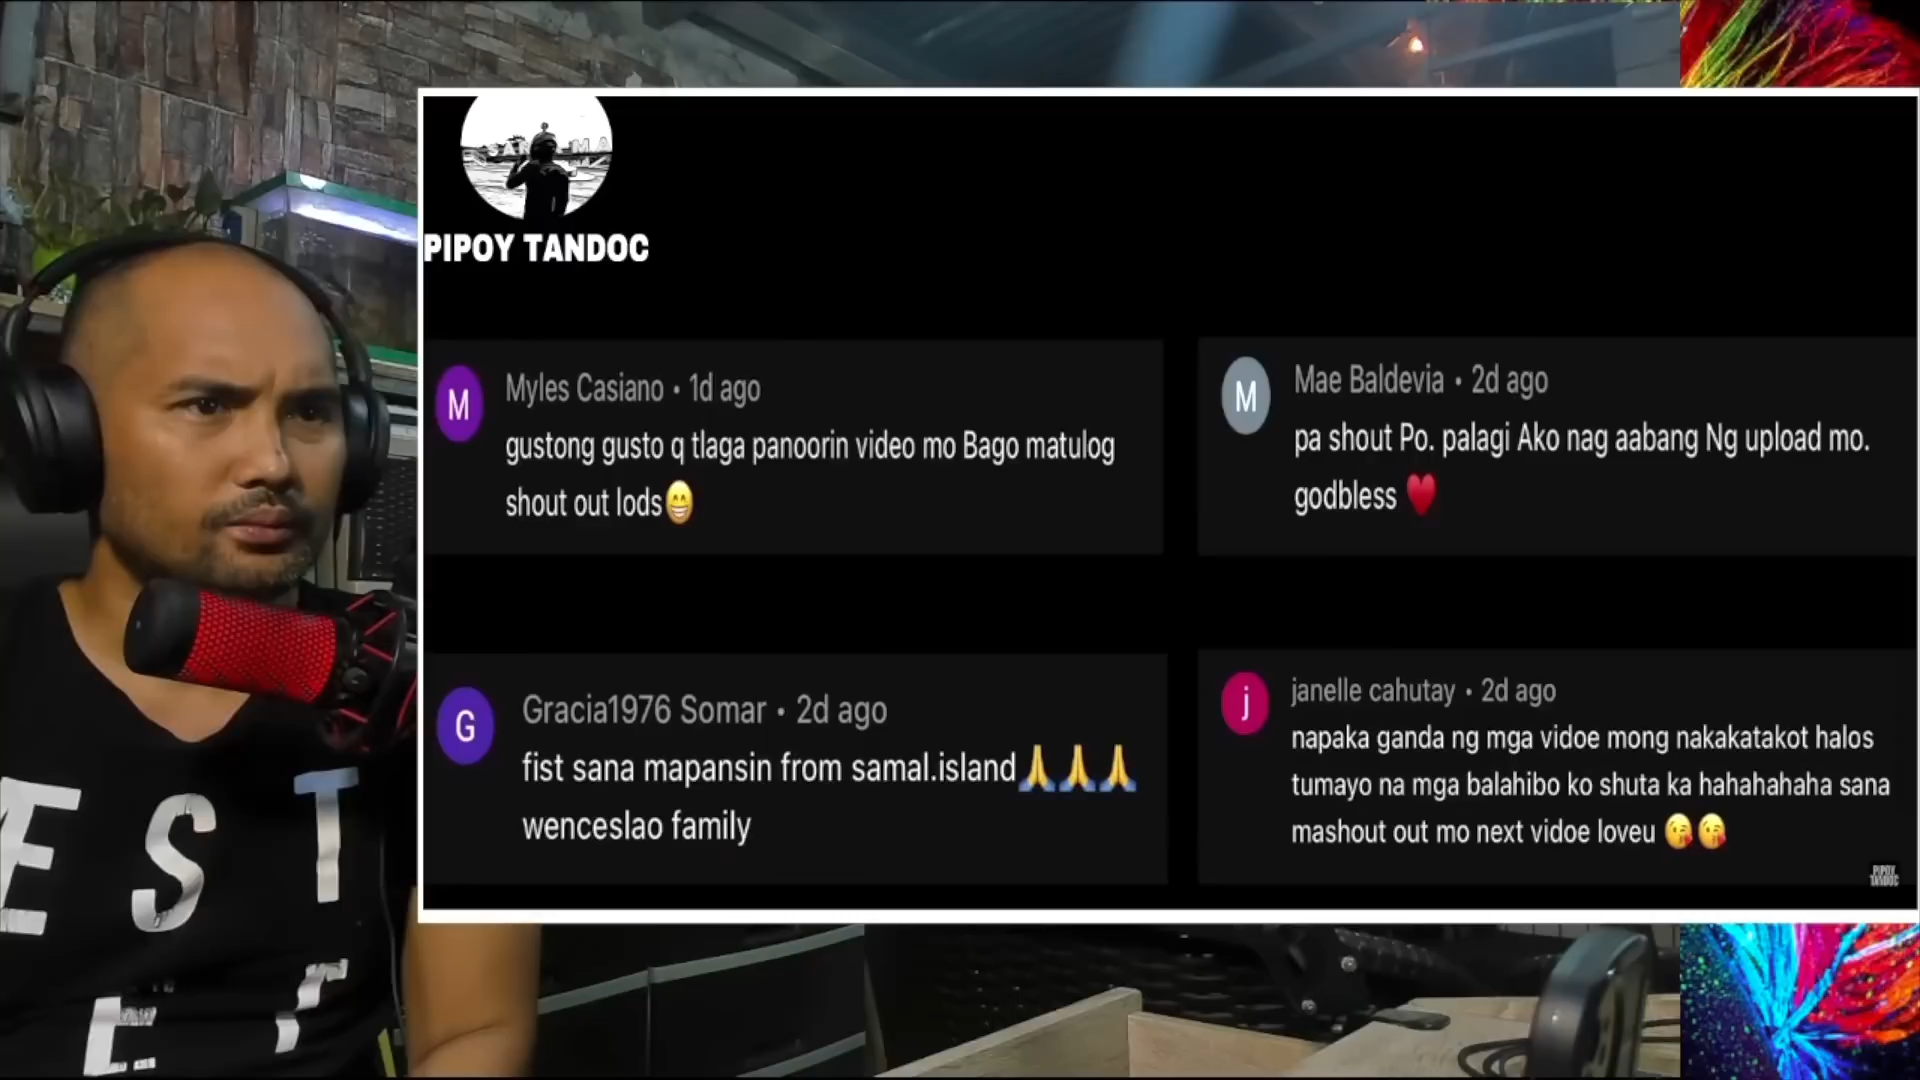 PIPOY TANDOC
Myles Casiano • 1d ago
gustong gusto q tlaga panoorin video mo Bago matulog
shout out lods😁
Mae Baldevia • 2d ago
pa shout Po. palagi Ako nag aabang Ng upload mo.
godbless ♥️
Gracia1976 Somar • 2d ago
fist sana mapansin from samal.island🙏🙏🙏
wenceslao family
janelle cahutay • 2d ago
napaka ganda ng mga vidoe mong nakakatakot halos
tumayo na mga balahibo ko shuta ka hahahahaha sana
mashout out mo next vidoe loveu 😘😘
PIPOY
TANDOC
M
M
G
j
EST